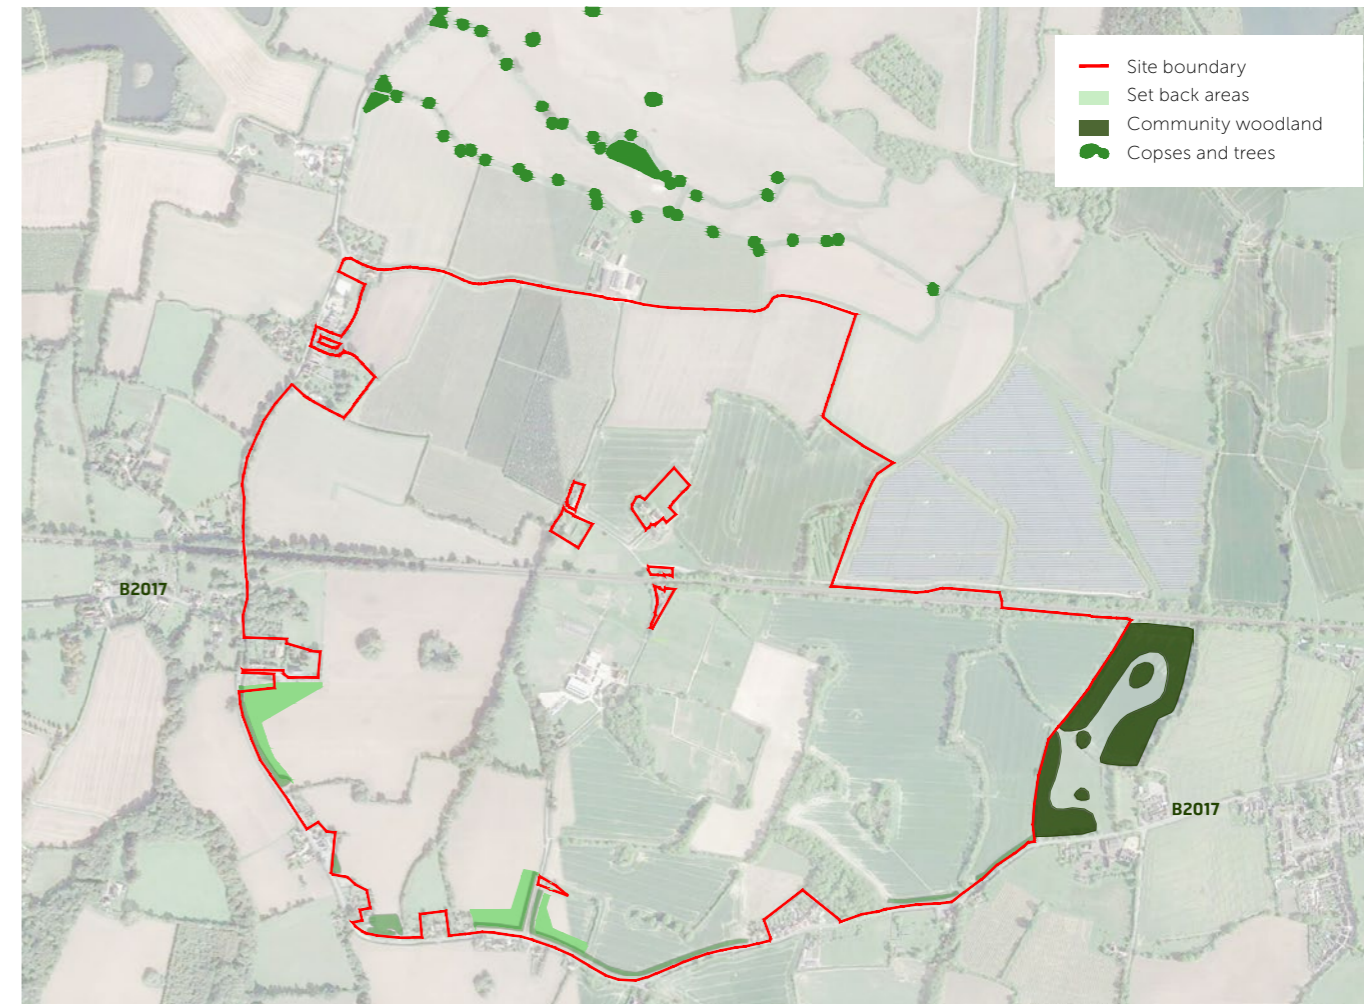 Site boundary
Set back areas
Community woodland
Copses and trees
B2017
B2017